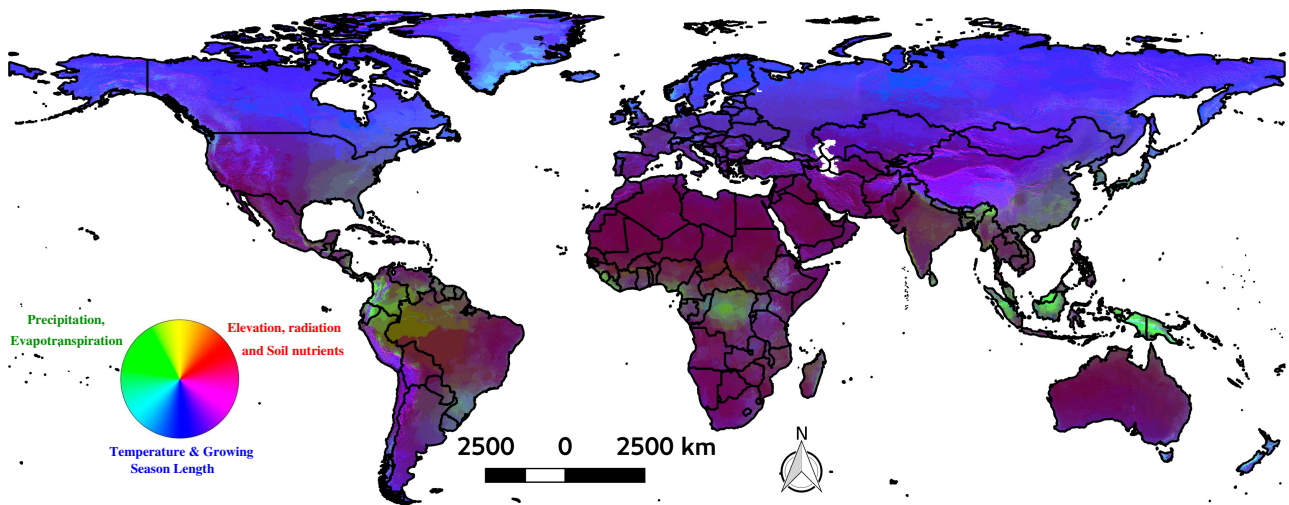 Precipitation,
Evapotranspiration
Elevation, radiation
and Soil nutrients
Temperature & Growing
Season Length
2500 0 2500 km
N